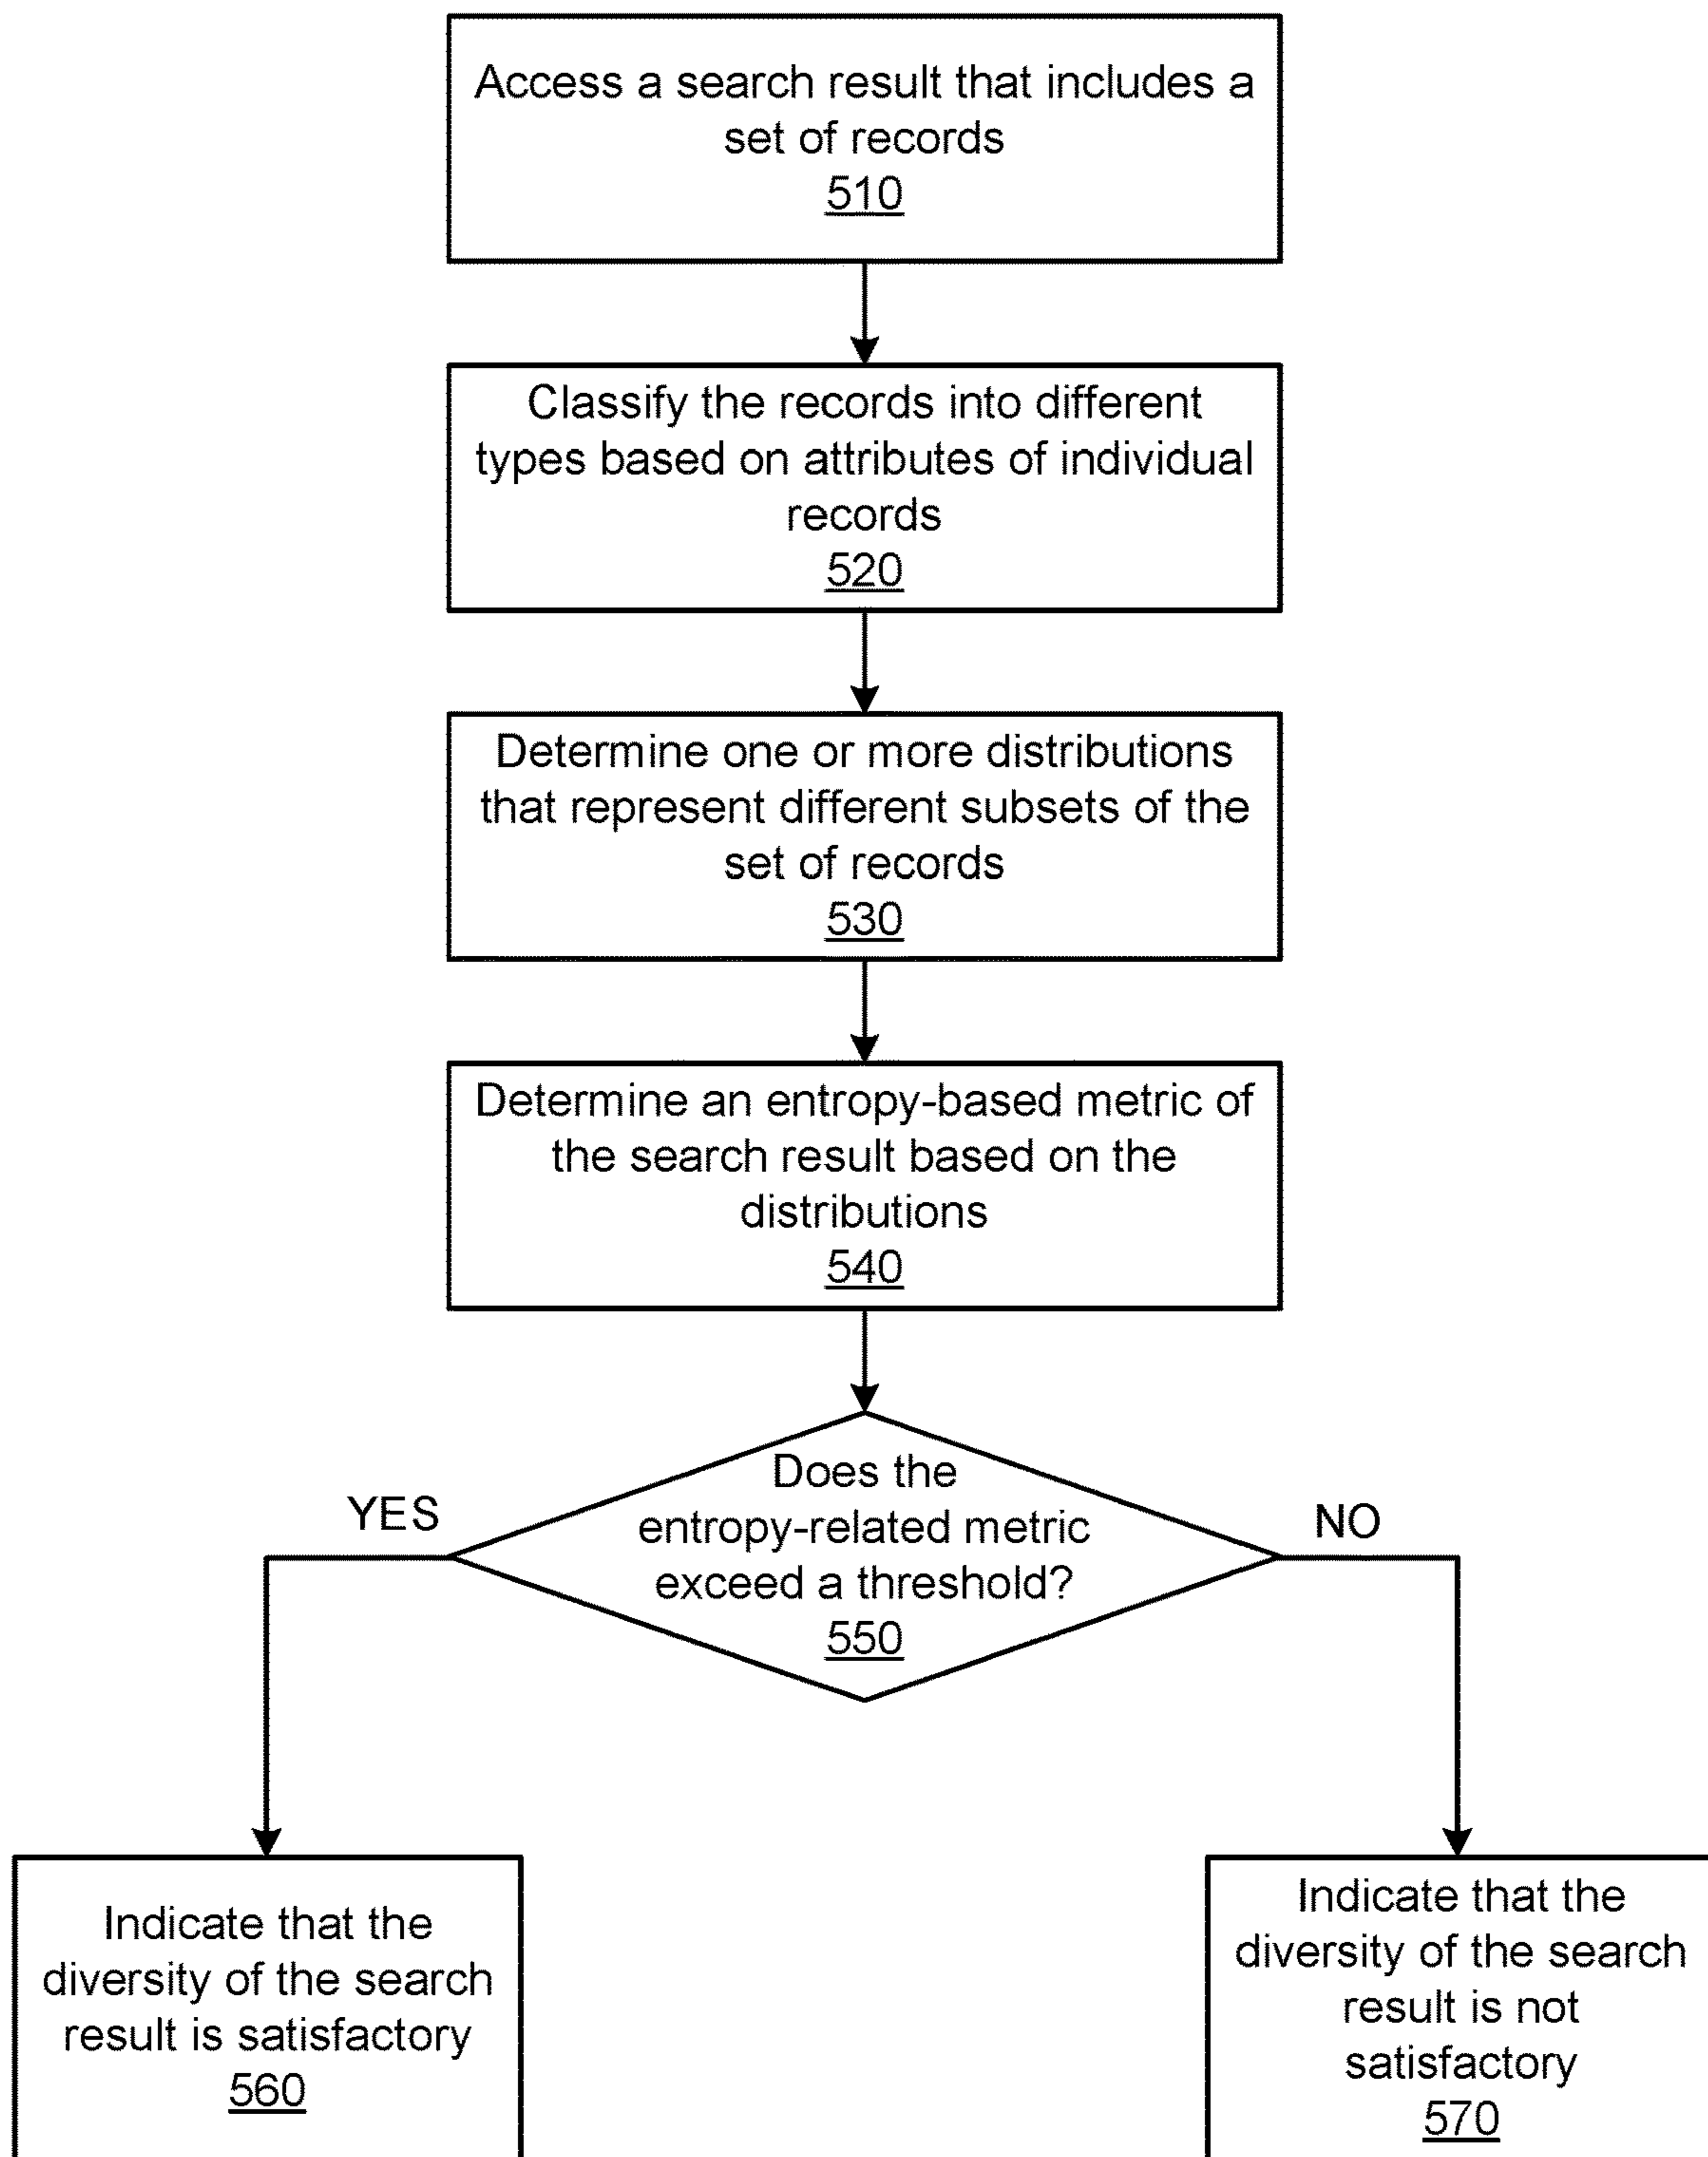 Access a search result that includes a
set of records
510
Classify the records into different
types based on attributes of individual
records
520
Determine one or more distributions
that represent different subsets of the
set of records
530
Determine an entropy-based metric of
the search result based on the
distributions
540
Does the
entropy-related metric
exceed a threshold?
550
YES
NO
Indicate that the
diversity of the search
result is satisfactory
560
Indicate that the
diversity of the search
result is not
satisfactory
570